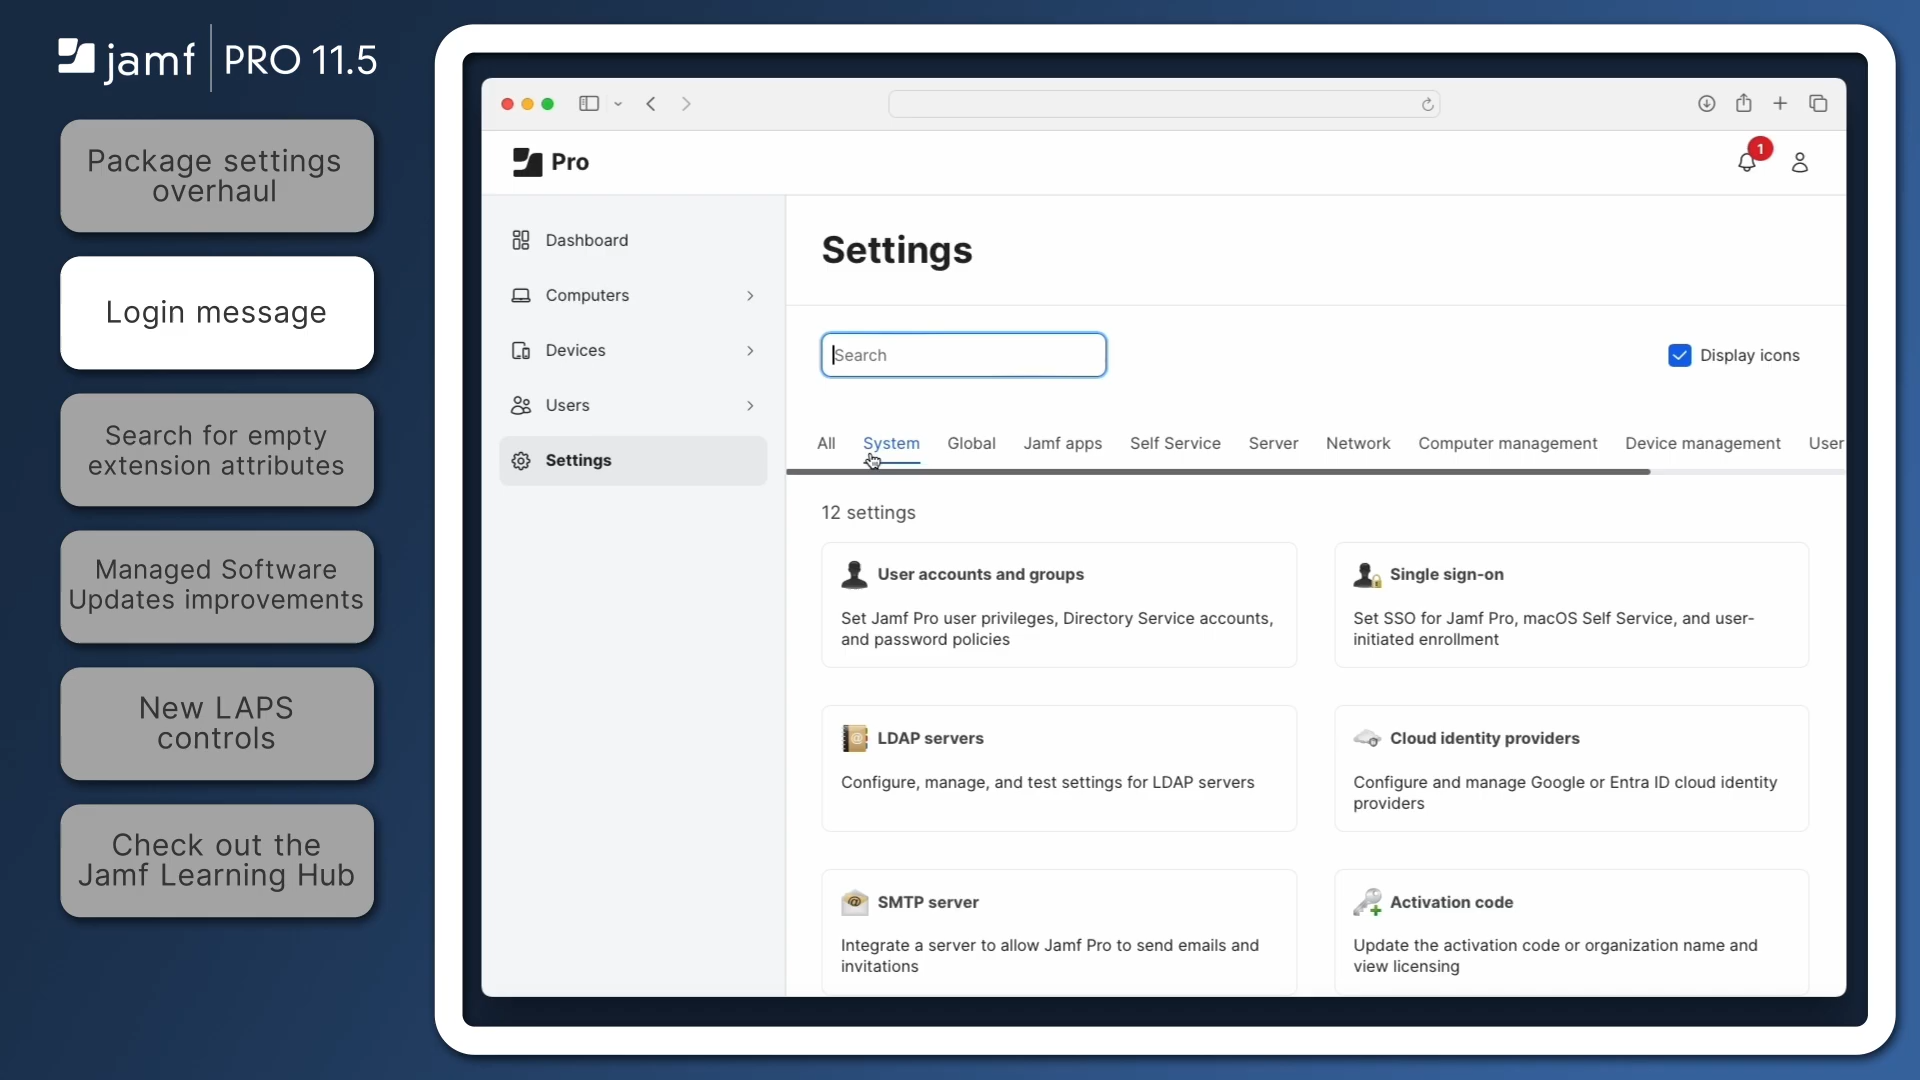 jamf PRO 11.5
Package settings
overhaul
Login message
Search for empty
extension attributes
Managed Software
Updates improvements
New LAPS
controls
Check out the
Jamf Learning Hub
Pro
1
Dashboard
Computers
Devices
Users
Settings
Settings
Search
Display icons
All System Global Jamf apps Self Service Server Network Computer management Device management User
12 settings
User accounts and groups
Set Jamf Pro user privileges, Directory Service accounts,
and password policies
Single sign-on
Set SSO for Jamf Pro, macOS Self Service, and user-
initiated enrollment
LDAP servers
Configure, manage, and test settings for LDAP servers
Cloud identity providers
Configure and manage Google or Entra ID cloud identity
providers
SMTP server
Integrate a server to allow Jamf Pro to send emails and
invitations
Activation code
Update the activation code or organization name and
view licensing